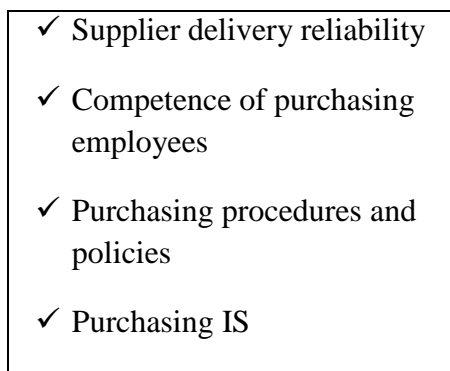 ✓ Supplier delivery reliability
✓ Competence of purchasing
employees
✓ Purchasing procedures and
policies
✓ Purchasing IS